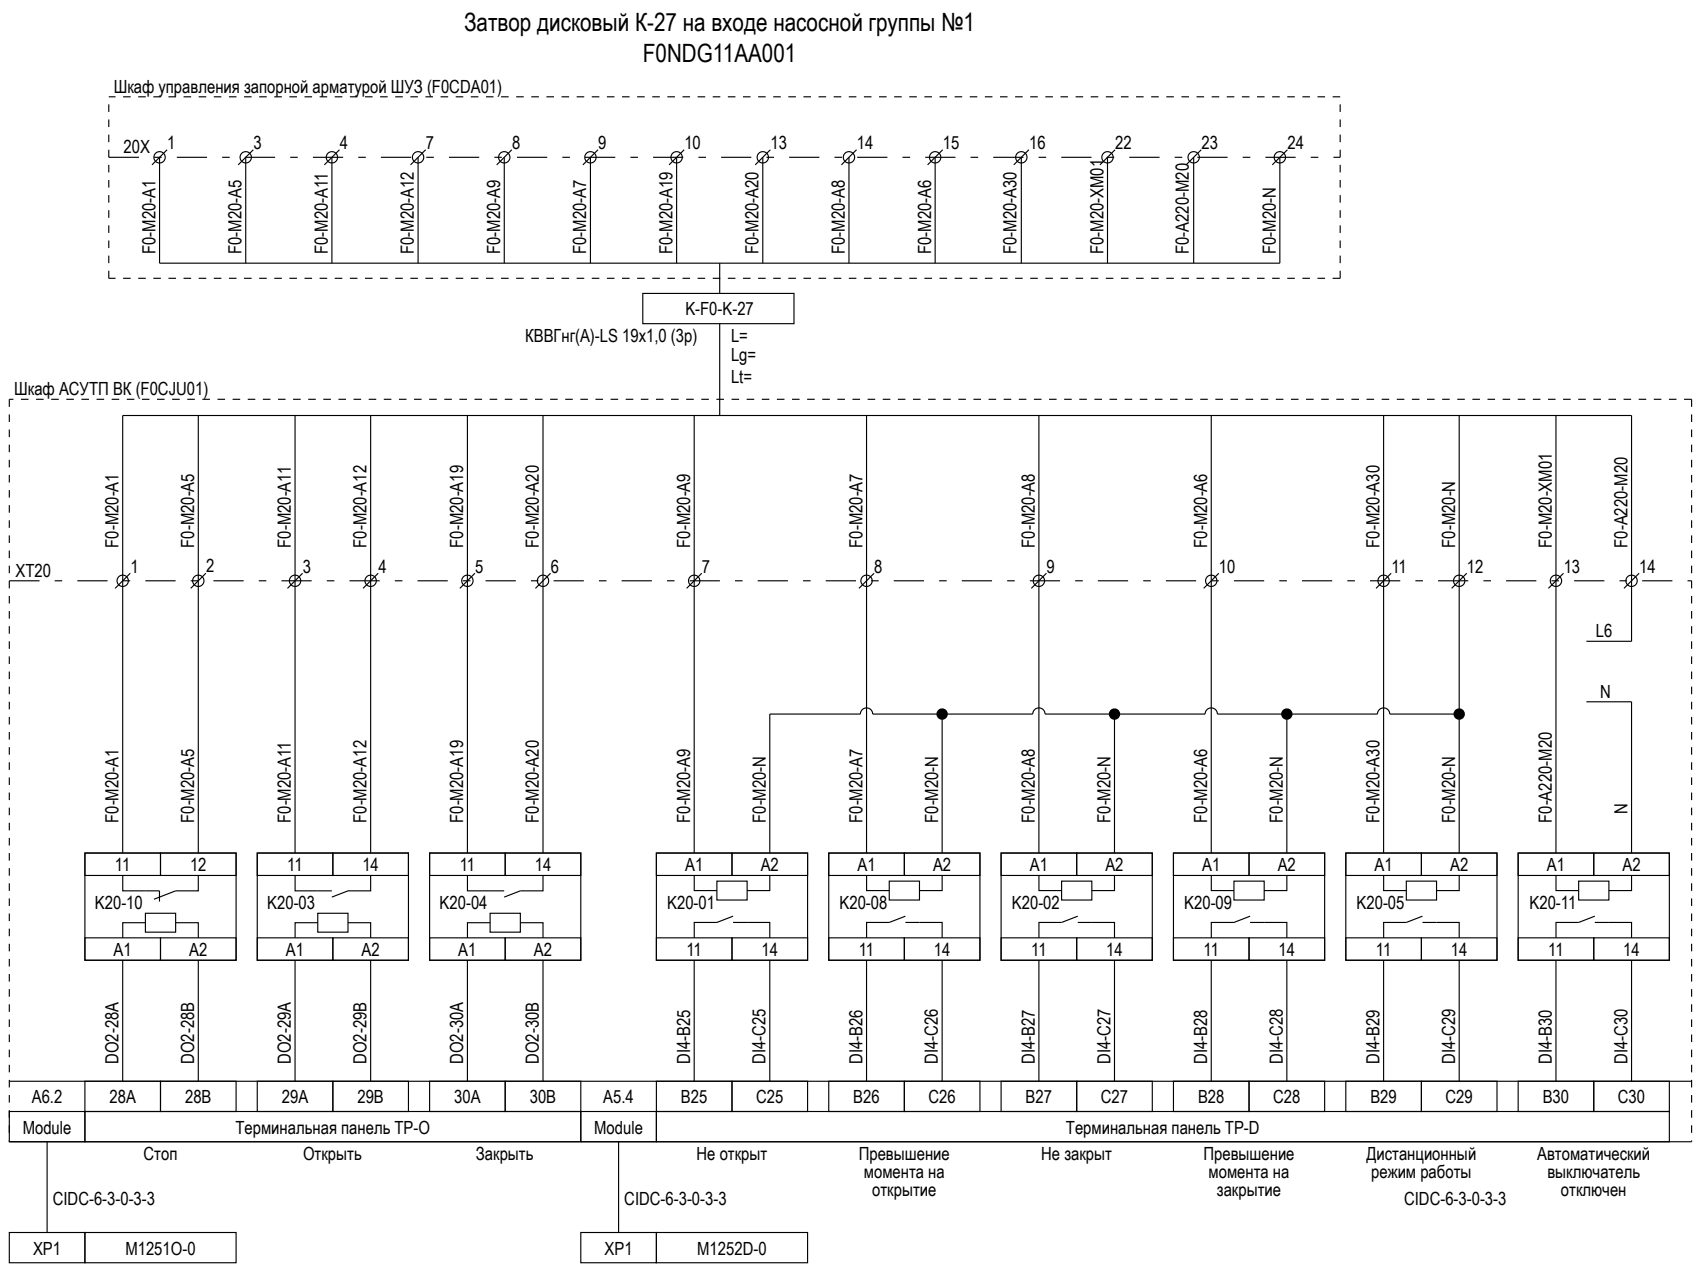 Затвор дисковый К-27 на входе насосной группы №1
F0NDG11AA001
Шкаф управления запорной арматурой ШУЗ (F0CDA01)
20X 1 3 4 7 8 9 10 13 14 15 16 22 23 24
F0-M20-A1 F0-M20-A5 F0-M20-A11 F0-M20-A12 F0-M20-A9 F0-M20-A7 F0-M20-A19 F0-M20-A20 F0-M20-A8 F0-M20-A6 F0-M20-A30 F0-M20-XM01 F0-A220-M20 F0-M20-N
K-F0-K-27
КВВГнг(А)-LS 19x1,0 (3р) L=
Lg=
Lt=
Шкаф АСУТП ВК (F0CJU01)
F0-M20-A1 F0-M20-A5 F0-M20-A11 F0-M20-A12 F0-M20-A19 F0-M20-A20 F0-M20-A9 F0-M20-A7 F0-M20-A8 F0-M20-A6 F0-M20-A30 F0-M20-N F0-M20-XM01 F0-A220-M20
XT20 1 2 3 4 5 6 7 8 9 10 11 12 13 14
L6
N
F0-M20-A1 F0-M20-A5 F0-M20-A11 F0-M20-A12 F0-M20-A19 F0-M20-A20 F0-M20-A9 F0-M20-N F0-M20-A7 F0-M20-N F0-M20-A8 F0-M20-N F0-M20-A6 F0-M20-N F0-M20-A30 F0-M20-N F0-A220-M20 N
11 12 11 14 11 14 A1 A2 A1 A2 A1 A2 A1 A2 A1 A2 A1 A2
K20-10 K20-03 K20-04 K20-01 K20-08 K20-02 K20-09 K20-05 K20-11
A1 A2 A1 A2 A1 A2 11 14 11 14 11 14 11 14 11 14 11 14
DO2-28A DO2-28B DO2-29A DO2-29B DO2-30A DO2-30B DI4-B25 DI4-C25 DI4-B26 DI4-C26 DI4-B27 DI4-C27 DI4-B28 DI4-C28 DI4-B29 DI4-C29 DI4-B30 DI4-C30
A6.2 28A 28B 29A 29B 30A 30B A5.4 B25 C25 B26 C26 B27 C27 B28 C28 B29 C29 B30 C30
Module Терминальная панель TP-O Module Терминальная панель TP-D
Стоп Открыть Закрыть Не открыт Превышение Не закрыт Превышение Дистанционный Автоматический
момента на момента на режим работы выключатель
открытие закрытие отключен
CIDC-6-3-0-3-3 CIDC-6-3-0-3-3 CIDC-6-3-0-3-3
XP1 M1251O-0 XP1 M1252D-0